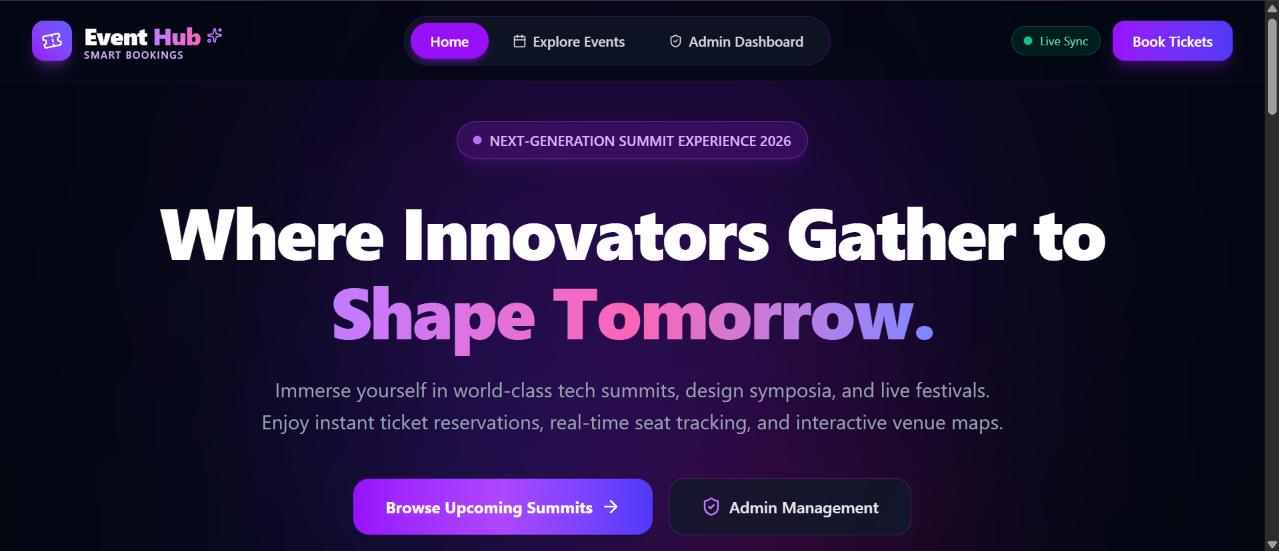 Event Hub
SMART BOOKINGS
Home
Explore Events
Admin Dashboard
Live Sync
Book Tickets
NEXT-GENERATION SUMMIT EXPERIENCE 2026
Where Innovators Gather to
Shape Tomorrow.
Immerse yourself in world-class tech summits, design symposia, and live festivals.
Enjoy instant ticket reservations, real-time seat tracking, and interactive venue maps.
Browse Upcoming Summits
Admin Management